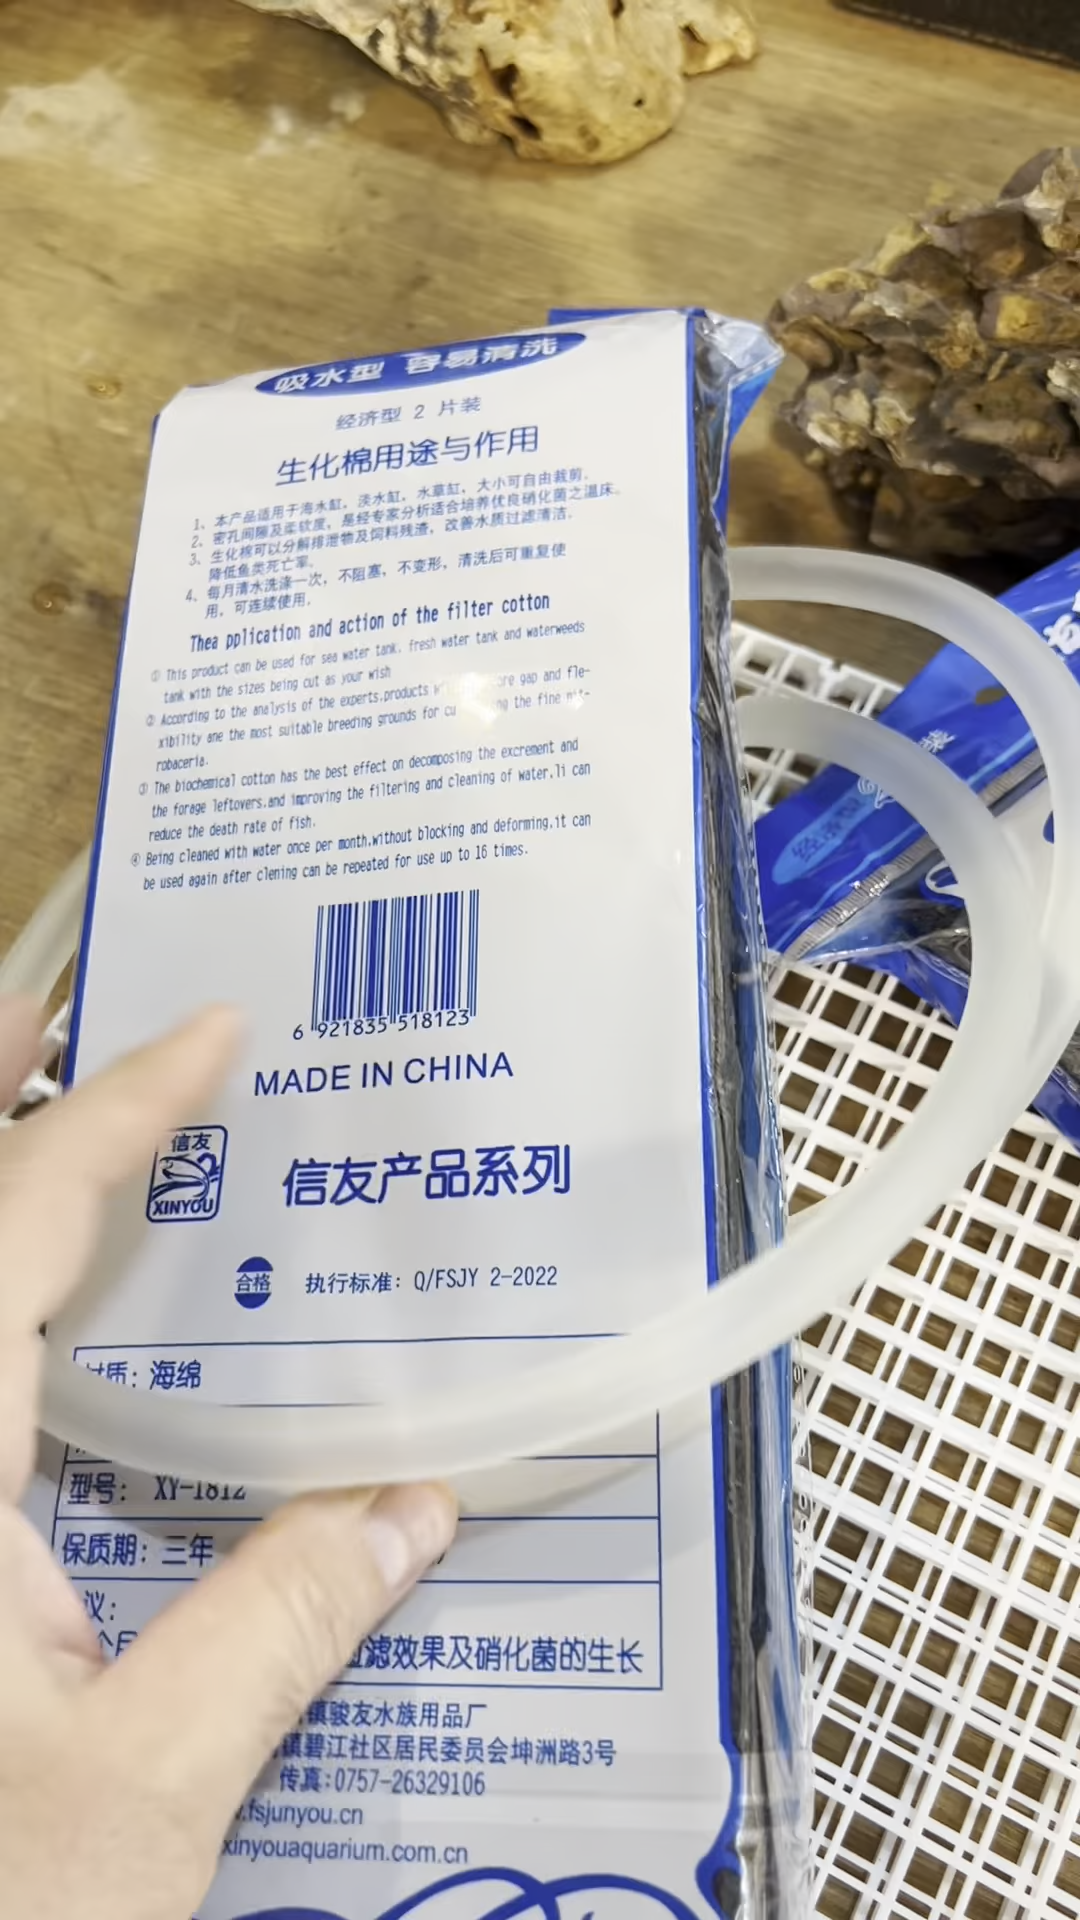 吸水型 容易清洗
经济型 2 片装
生化棉用途与作用
1、本产品适用于海水缸，淡水缸，水草缸，大小可自由裁剪。
2、密孔间隙及柔软度，是经专家分析适合培养优良硝化菌之温床。
3、生化棉可以分解排泄物及饲料残渣，改善水质过滤清洁，
降低鱼类死亡率。
4、每月清水洗涤一次，不阻塞，不变形，清洗后可重复使
用，可连续使用。
Thea pplication and action of the filter cotton
① This product can be used for sea water tank. fresh water tank and waterweeds
tank with the sizes being cut as your wish
② According to the analysis of the experts.products gap and fle-
xibility ane the most suitable breeding grounds for the fine nit-
robaceria.
③ The biochemical cotton has the best effect on decomposing the excrement and
the forage leftovers.and improving the filtering and cleaning of water.li can
reduce the death rate of fish.
④ Being cleaned with water once per month.without blocking and deforming.it can
be used again after clening can be repeated for use up to 16 times.
6 921835 518123
MADE IN CHINA
信友
XINYOU
信友产品系列
合格 执行标准：Q/FSJY 2-2022
材质：海绵
型号： XY-1812
保质期：三年
议：
个月
过滤效果及硝化菌的生长
镇骏友水族用品厂
镇碧江社区居民委员会坤洲路3号
传真:0757-26329106
.fsjunyou.cn
xinyouaquarium.com.cn